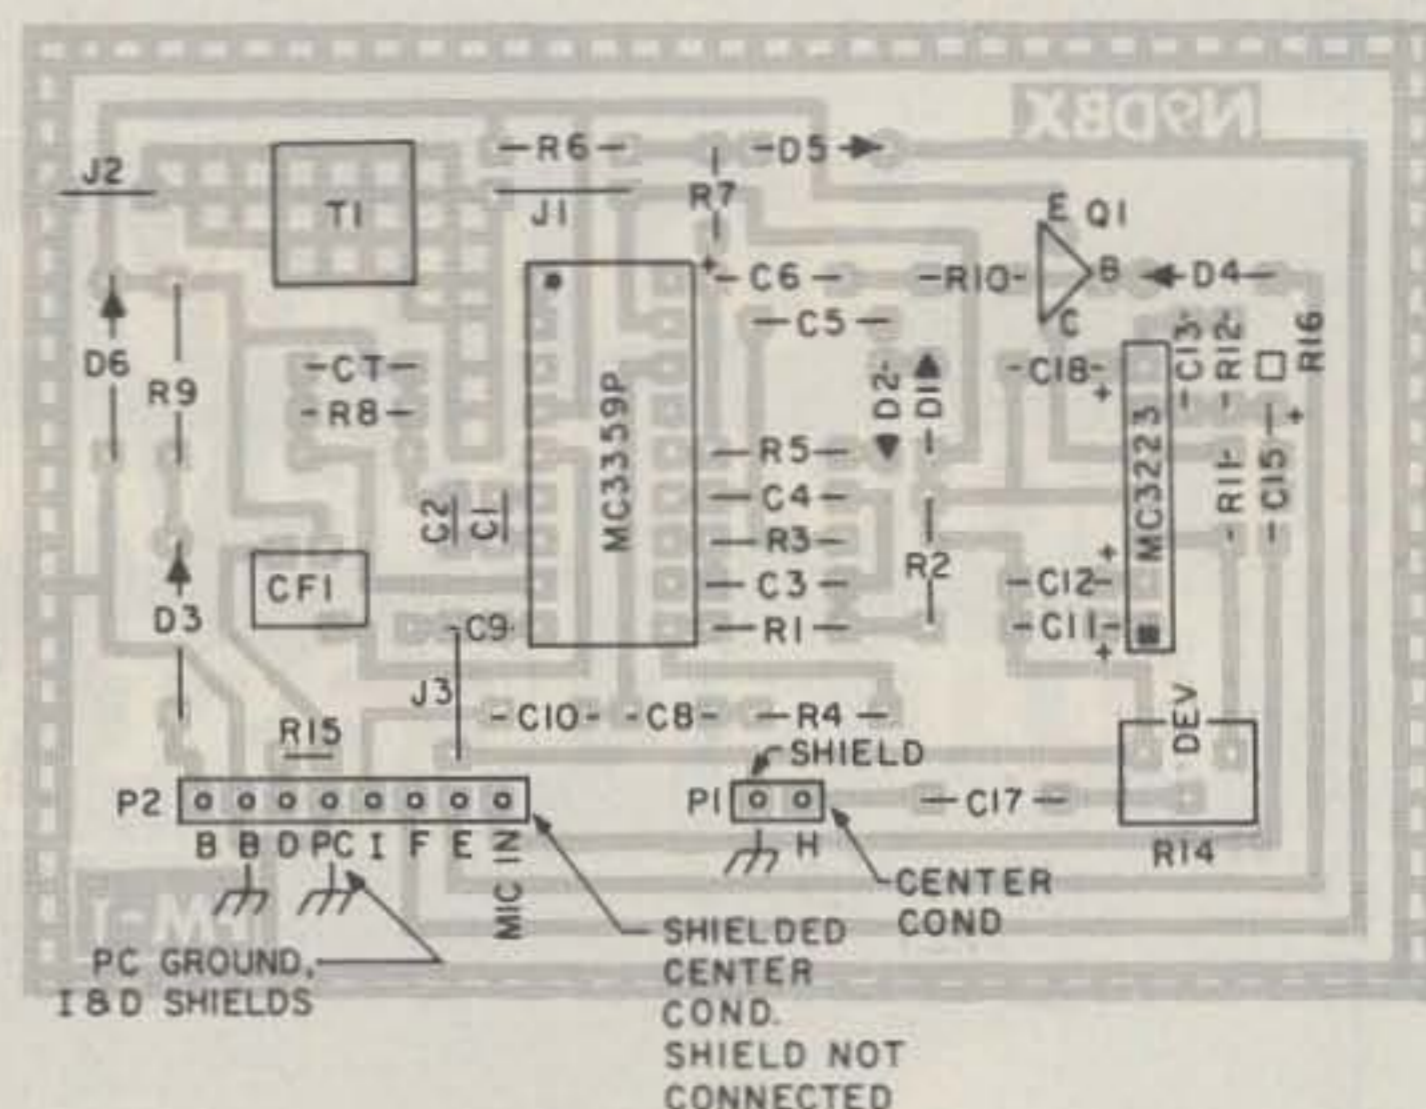 N9DBX
J2
T1
R6
J1
R7
D5
E Q1
B
C
D4
C6
R10
C5
D6
R9
CT
R8
MC3359P
D2
D1
C18
+
MC3223
C13
R12
R16
+
R5
C4
R3
C3
R1
C2
C1
R2
R11
C15
CF1
D3
C9
C12
+
C11
+
J3
C10
C8
R4
R15
SHIELD
DEV
P2
P1
C17
R14
B B D PC I F E MIC IN
H
CENTER
COND
FM-1
PC GROUND,
I & D SHIELDS
SHIELDED
CENTER
COND.
SHIELD NOT
CONNECTED